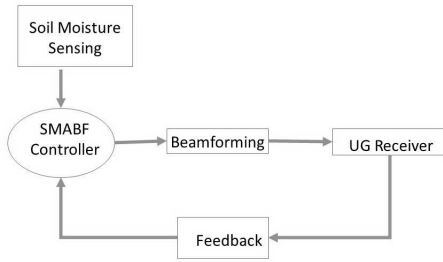 Soil Moisture
Sensing
SMABF
Controller
Beamforming
UG Receiver
Feedback